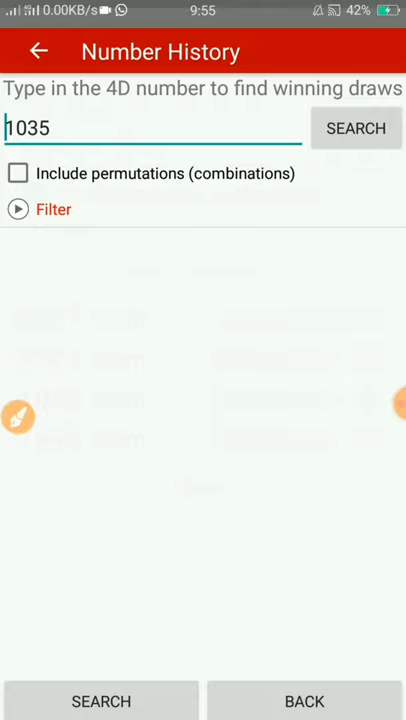 0.00KB/s 9:55 42%
Number History
Type in the 4D number to find winning draws
1035 SEARCH
Include permutations (combinations)
Filter
SEARCH BACK